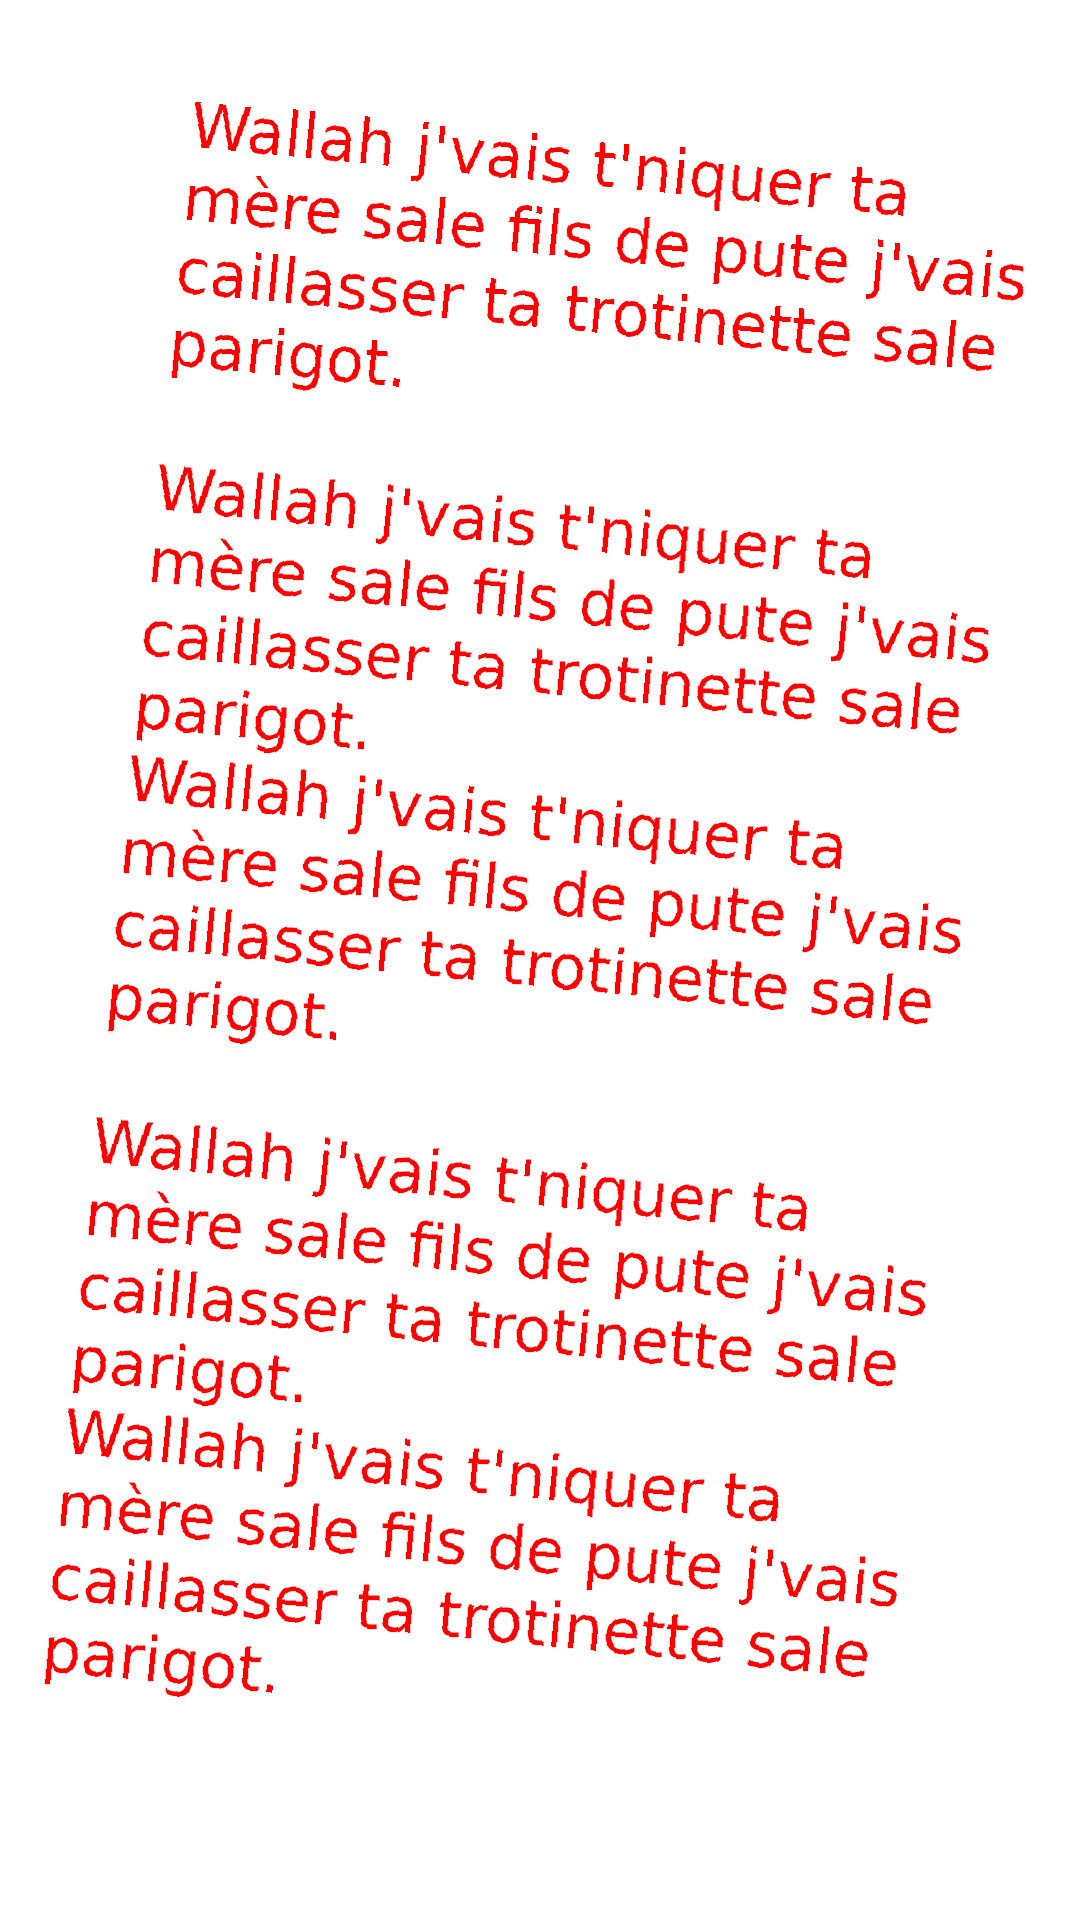 Wallah j'vais t'niquer ta
mère sale fils de pute j'vais
caillasser ta trotinette sale
parigot.

Wallah j'vais t'niquer ta
mère sale fils de pute j'vais
caillasser ta trotinette sale
parigot.
Wallah j'vais t'niquer ta
mère sale fils de pute j'vais
caillasser ta trotinette sale
parigot.

Wallah j'vais t'niquer ta
mère sale fils de pute j'vais
caillasser ta trotinette sale
parigot.
Wallah j'vais t'niquer ta
mère sale fils de pute j'vais
caillasser ta trotinette sale
parigot.